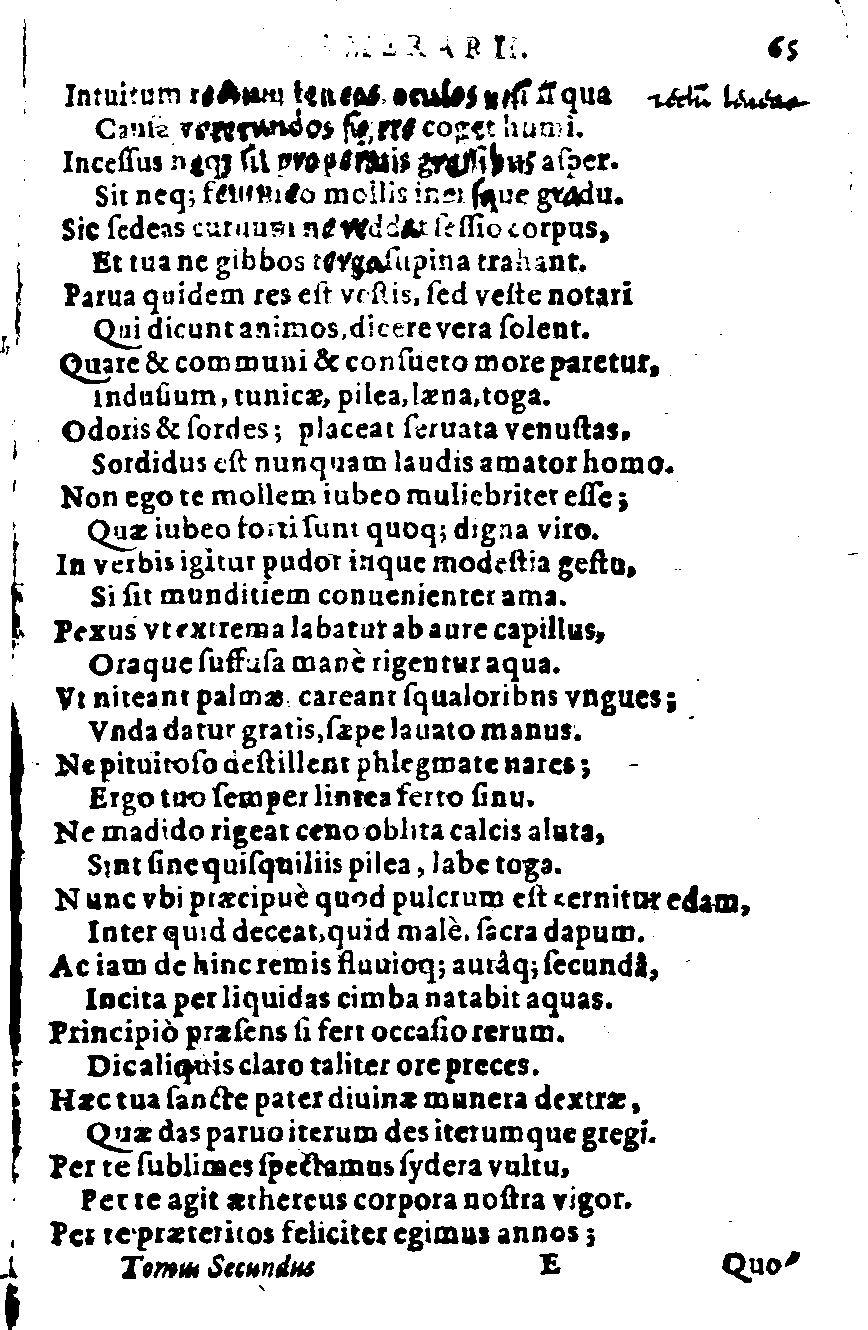 MERARII. 65
Intuitum rectum teneas, oculos nisi si qua
Causa verecundos figere coget humi.
Incessus neq; sit properatis gressibus asper.
Sit neq; femineo mollis inersque gradu.
Sic sedeas curuum ne reddat sessio corpus,
Et tua ne gibbos terga supina trahant.
Parua quidem res est vestis, sed veste notari
Qui dicunt animos, dicere vera solent.
Quare & communi & consueto more paretur,
Indusium, tunicæ, pilea, læna, toga.
Odoris & sordes; placeat seruata venustas,
Sordidus est nunquam laudis amator homo.
Non ego te mollem iubeo muliebriter esse;
Quæ iubeo forti sunt quoq; digna viro.
In verbis igitur pudor inque modestia gestu,
Si sit munditiem conuenienter ama.
Pexus vt extrema labatur ab aure capillus,
Oraque suffusa manè rigentur aqua.
Vt niteant palmæ, careant squaloribns vngues;
Vnda datur gratis, sæpe lauato manus.
Ne pituitoso destillent phlegmate nares;
Ergo tuo semper lintea ferto sinu.
Ne madido rigeat ceno oblita calcis aluta,
Sint sine quisquiliis pilea, labe toga.
Nunc vbi præcipuè quod pulcrum est cernitur edam,
Inter quid deceat, quid malè, sacra dapum.
Ac iam de hinc remis fluuioq; aurâq; secundâ,
Incita per liquidas cimba natabit aquas.
Principiò præsens si fert occasio rerum.
Dic aliquis claro taliter ore preces.
Hæc tua sancte pater diuinæ munera dextræ,
Quæ das paruo iterum des iterumque gregi.
Per te sublimes spectamus sydera vultu,
Per te agit æthereus corpora nostra vigor.
Per te præteritos feliciter egimus annos;
Tomus Secundus E Quo